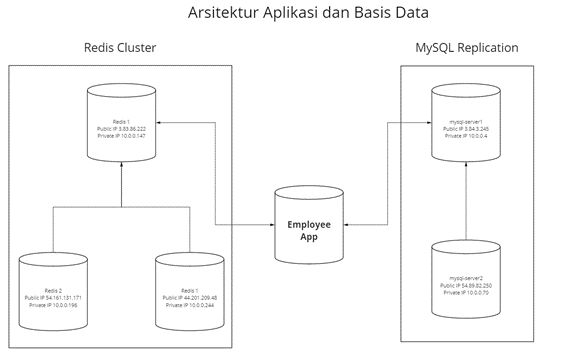 Arsitektur Aplikasi dan Basis Data
Redis Cluster
MySQL Replication
Redis 1
Public IP 3.83.86.222
Private IP 10.0.0.147
mysql-server1
Public IP 3.84.3.245
Private IP 10.0.0.4
Employee
App
Redis 2
Public IP 54.161.131.171
Private IP 10.0.0.196
Redis 1
Public IP 44.201.209.48
Private IP 10.0.0.244
mysql-server2
Public IP 54.89.82.250
Private IP 10.0.0.70